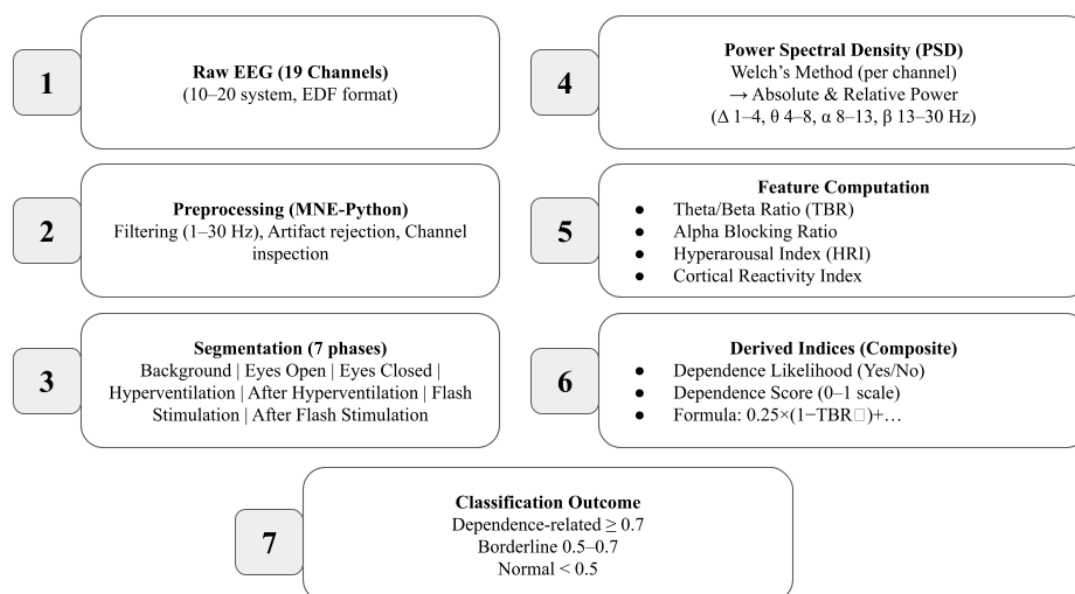 1
Raw EEG (19 Channels)
(10–20 system, EDF format)
2
Preprocessing (MNE-Python)
Filtering (1–30 Hz), Artifact rejection, Channel
inspection
3
Segmentation (7 phases)
Background | Eyes Open | Eyes Closed |
Hyperventilation | After Hyperventilation | Flash
Stimulation | After Flash Stimulation
4
Power Spectral Density (PSD)
Welch’s Method (per channel)
→ Absolute & Relative Power
(Δ 1–4, θ 4–8, α 8–13, β 13–30 Hz)
5
Feature Computation
● Theta/Beta Ratio (TBR)
● Alpha Blocking Ratio
● Hyperarousal Index (HRI)
● Cortical Reactivity Index
6
Derived Indices (Composite)
● Dependence Likelihood (Yes/No)
● Dependence Score (0–1 scale)
● Formula: 0.25×(1−TBR□)+…
7
Classification Outcome
Dependence-related ≥ 0.7
Borderline 0.5–0.7
Normal < 0.5